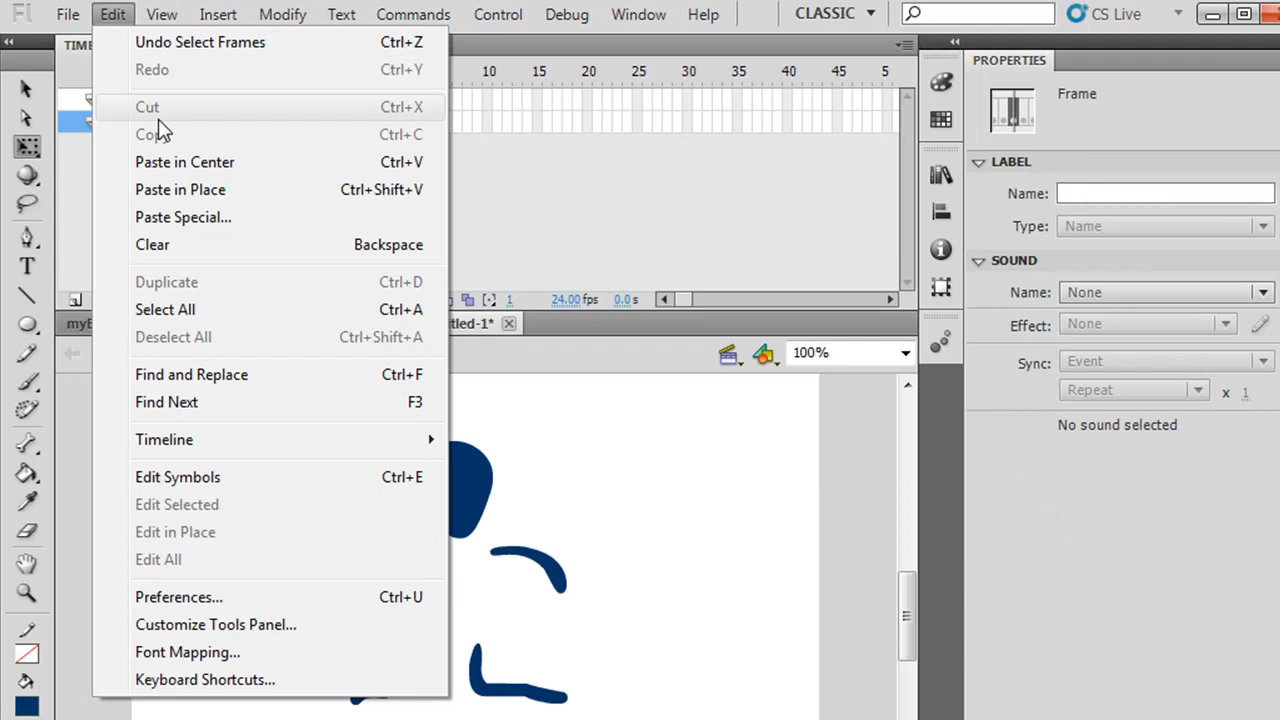 Fl File Edit View Insert Modify Text Commands Control Debug Window Help CLASSIC CS Live
Undo Select Frames Ctrl+Z
Redo Ctrl+Y
Cut Ctrl+X
Ctrl+C
Paste in Center Ctrl+V
Paste in Place Ctrl+Shift+V
Paste Special...
Clear Backspace
Duplicate Ctrl+D
Select All Ctrl+A
Deselect All Ctrl+Shift+A
Find and Replace Ctrl+F
Find Next F3
Timeline
Edit Symbols Ctrl+E
Edit Selected
Edit in Place
Edit All
Preferences... Ctrl+U
Customize Tools Panel...
Font Mapping...
Keyboard Shortcuts...
10 15 20 25 30 35 40 45 5
1 24.00 fps 0.0 s
100%
PROPERTIES
Frame
LABEL
Name:
Type: Name
SOUND
Name: None
Effect: None
Sync: Event
Repeat x 1
No sound selected